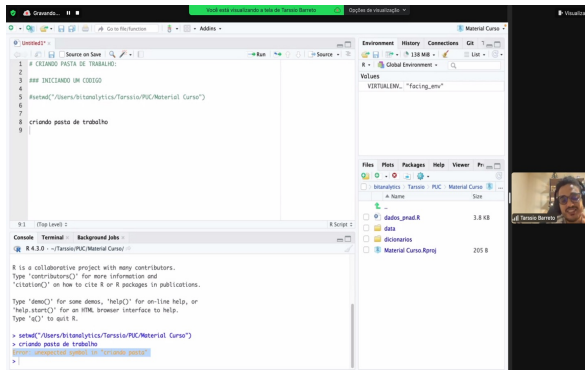 Gravando...
Você está visualizando a tela de Tarssio Barreto
Opções de visualização
Visualiza
Go to file/function
Addins
Material Curso
Untitled1*
Source on Save
Run
Source
1 # CRIANDO PASTA DE TRABALHO:
2
3 ### INICIANDO UM CODIGO
4
5 #setwd("/Users/bitanalytics/Tarssio/PUC/Material Curso")
6
7
8 criando pasta de trabalho
9
9:1 (Top Level)
R Script
Console Terminal Background Jobs
R 4.3.0 · ~/Tarssio/PUC/Material Curso/
R is a collaborative project with many contributors.
Type 'contributors()' for more information and
'citation()' on how to cite R or R packages in publications.
Type 'demo()' for some demos, 'help()' for on-line help, or
'help.start()' for an HTML browser interface to help.
Type 'q()' to quit R.
> setwd("/Users/bitanalytics/Tarssio/PUC/Material Curso")
> criando pasta de trabalho
Error: unexpected symbol in "criando pasta"
>
Environment History Connections Git
138 MiB
List
R Global Environment
Values
VIRTUALENV… "facing_env"
Files Plots Packages Help Viewer
bitanalytics Tarssio PUC Material Curso
Name Size
..
dados_pnad.R 3.8 KB
data
dicionarios
Material Curso.Rproj 205 B
Tarssio Barreto